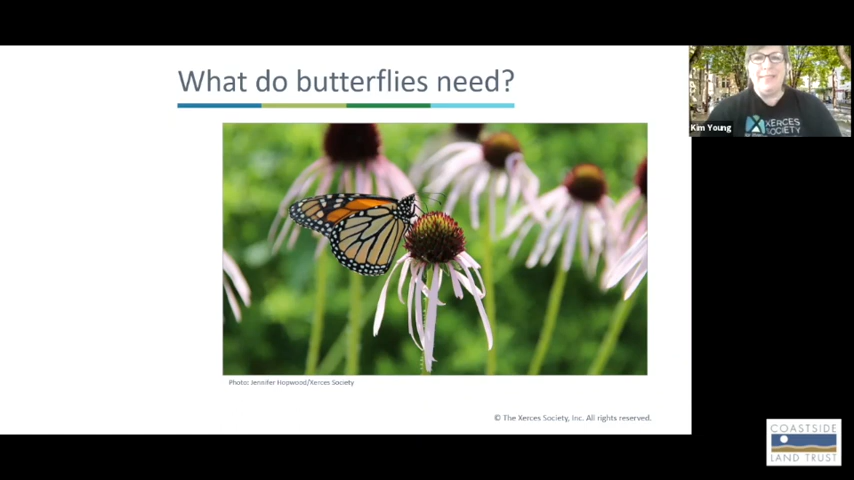 What do butterflies need?
Kim Young
XERCES
SOCIETY
Photo: Jennifer Hopwood/Xerces Society
© The Xerces Society, Inc. All rights reserved.
COASTSIDE
LAND TRUST